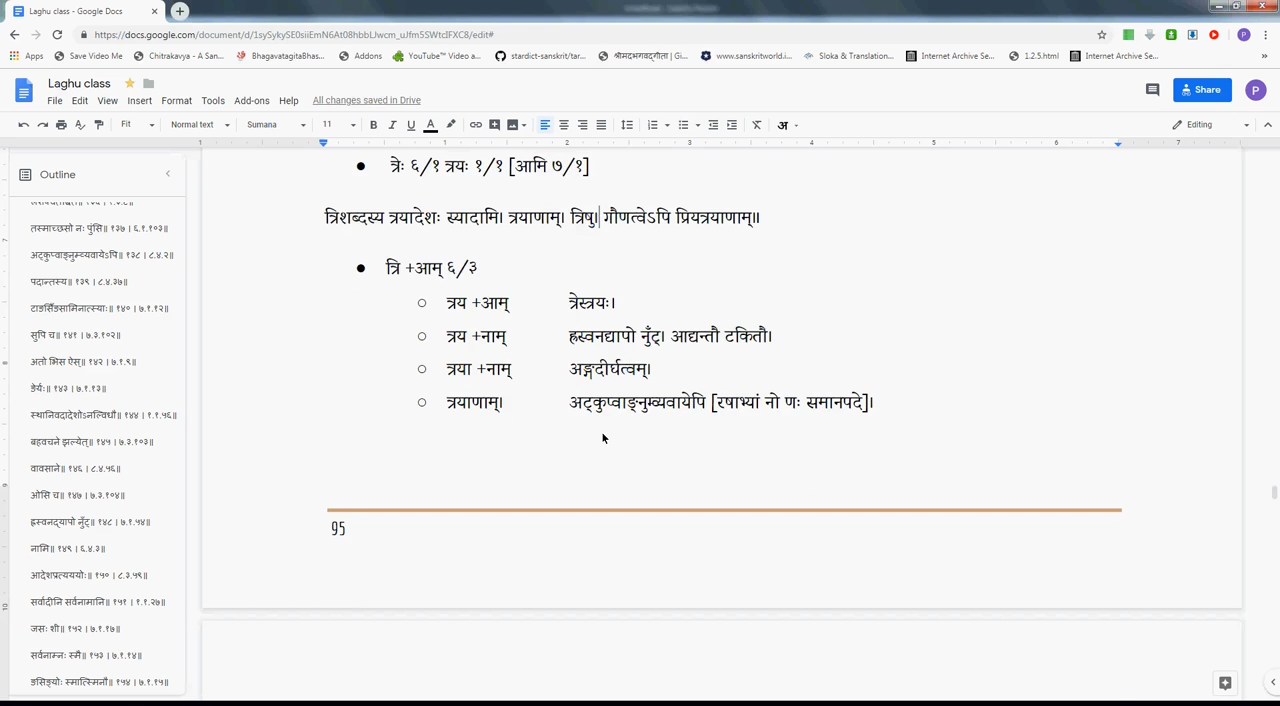 Laghu class - Google Docs
https://docs.google.com/document/d/1sySykySE0siiEmN6At08hbbLlwcm_uJfm5SWtcIFXC8/edit#
Apps Save Video Me Chitrakavya - A San... BhagavatagitaBhas... Addons YouTube™ Video a... stardict-sanskrit/tar... श्रीमद्भगवद्गीता | Gi... www.sanskritworld.i... Sloka & Translation... Internet Archive Se... 1.2.5.html Internet Archive Se...
Laghu class
File Edit View Insert Format Tools Add-ons Help All changes saved in Drive
Share P
Fit Normal text Sumana 11 B I U A अ Editing
Outline
तस्माच्छसो नः पुंसि॥ १३७ । ६.१.१०३॥
अट्कुप्वाङ्नुम्व्यवायेऽपि॥ १३८ । ८.४.२॥
पदान्तस्य॥ १३९ । ८.४.३७॥
टाङसिँङसामिनात्स्याः॥ १४० । ७.१.१२॥
सुपि च॥ १४१ । ७.३.१०२॥
अतो भिस ऐस्॥ १४२ । ७.१.९॥
ङेर्यः॥ १४३ । ७.१.१३॥
स्थानिवदादेशोऽनल्विधौ॥ १४४ । १.१.५६॥
बहुवचने झल्येत्॥ १४५ । ७.३.१०३॥
वावसाने॥ १४६ । ८.४.५६॥
ओसि च॥ १४७ । ७.३.१०४॥
ह्रस्वनद्यापो नुँट्॥ १४८ । ७.१.५४॥
नामि॥ १४९ । ६.४.३॥
आदेशप्रत्यययोः॥ १५० । ८.३.५९॥
सर्वादीनि सर्वनामानि॥ १५१ । १.१.२७॥
जसः शी॥ १५२ । ७.१.१७॥
सर्वनाम्नः स्मै॥ १५३ । ७.१.१४॥
ङसिङ्योः स्मात्स्मिनौ॥ १५४ । ७.१.१५॥
● त्रेः ६/१ त्रयः १/१ [आमि ७/१]
त्रिशब्दस्य त्रयादेशः स्यादामि। त्रयाणाम्। त्रिषु। गौणत्वेऽपि प्रियत्रयाणाम्॥
● त्रि +आम् ६/३
○ त्रय +आम् त्रेस्त्रयः।
○ त्रय +नाम् ह्रस्वनद्यापो नुँट्। आद्यन्तौ टकितौ।
○ त्रया +नाम् अङ्गदीर्घत्वम्।
○ त्रयाणाम्। अट्कुप्वाङ्नुम्व्यवायेपि [रषाभ्यां नो णः समानपदे]।
95